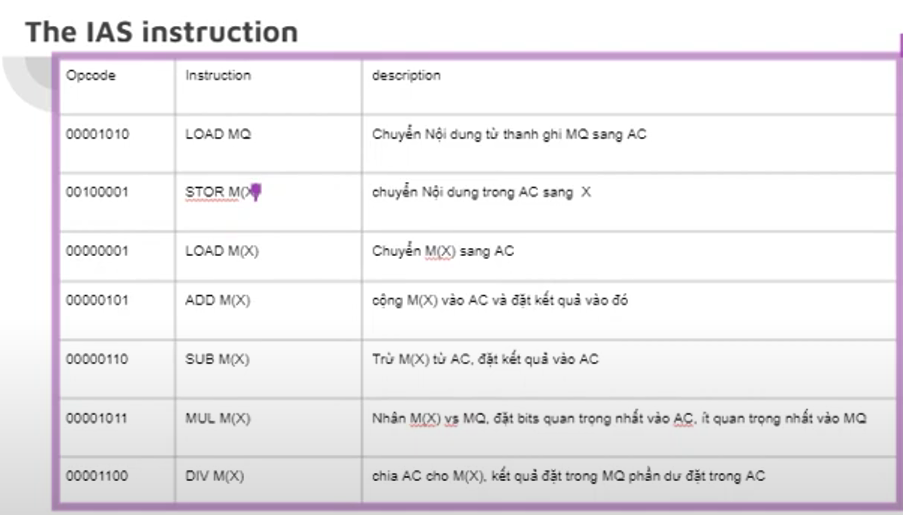 The IAS instruction
Opcode Instruction description
00001010 LOAD MQ Chuyển Nội dung từ thanh ghi MQ sang AC
00100001 STOR M(X chuyển Nội dung trong AC sang X
00000001 LOAD M(X) Chuyển M(X) sang AC
00000101 ADD M(X) cộng M(X) vào AC và đặt kết quả vào đó
00000110 SUB M(X) Trừ M(X) từ AC, đặt kết quả vào AC
00001011 MUL M(X) Nhân M(X) vs MQ, đặt bits quan trọng nhất vào AC, ít quan trọng nhất vào MQ
00001100 DIV M(X) chia AC cho M(X), kết quả đặt trong MQ phần dư đặt trong AC